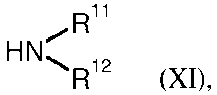 R¹¹
HN
R¹² (XI),